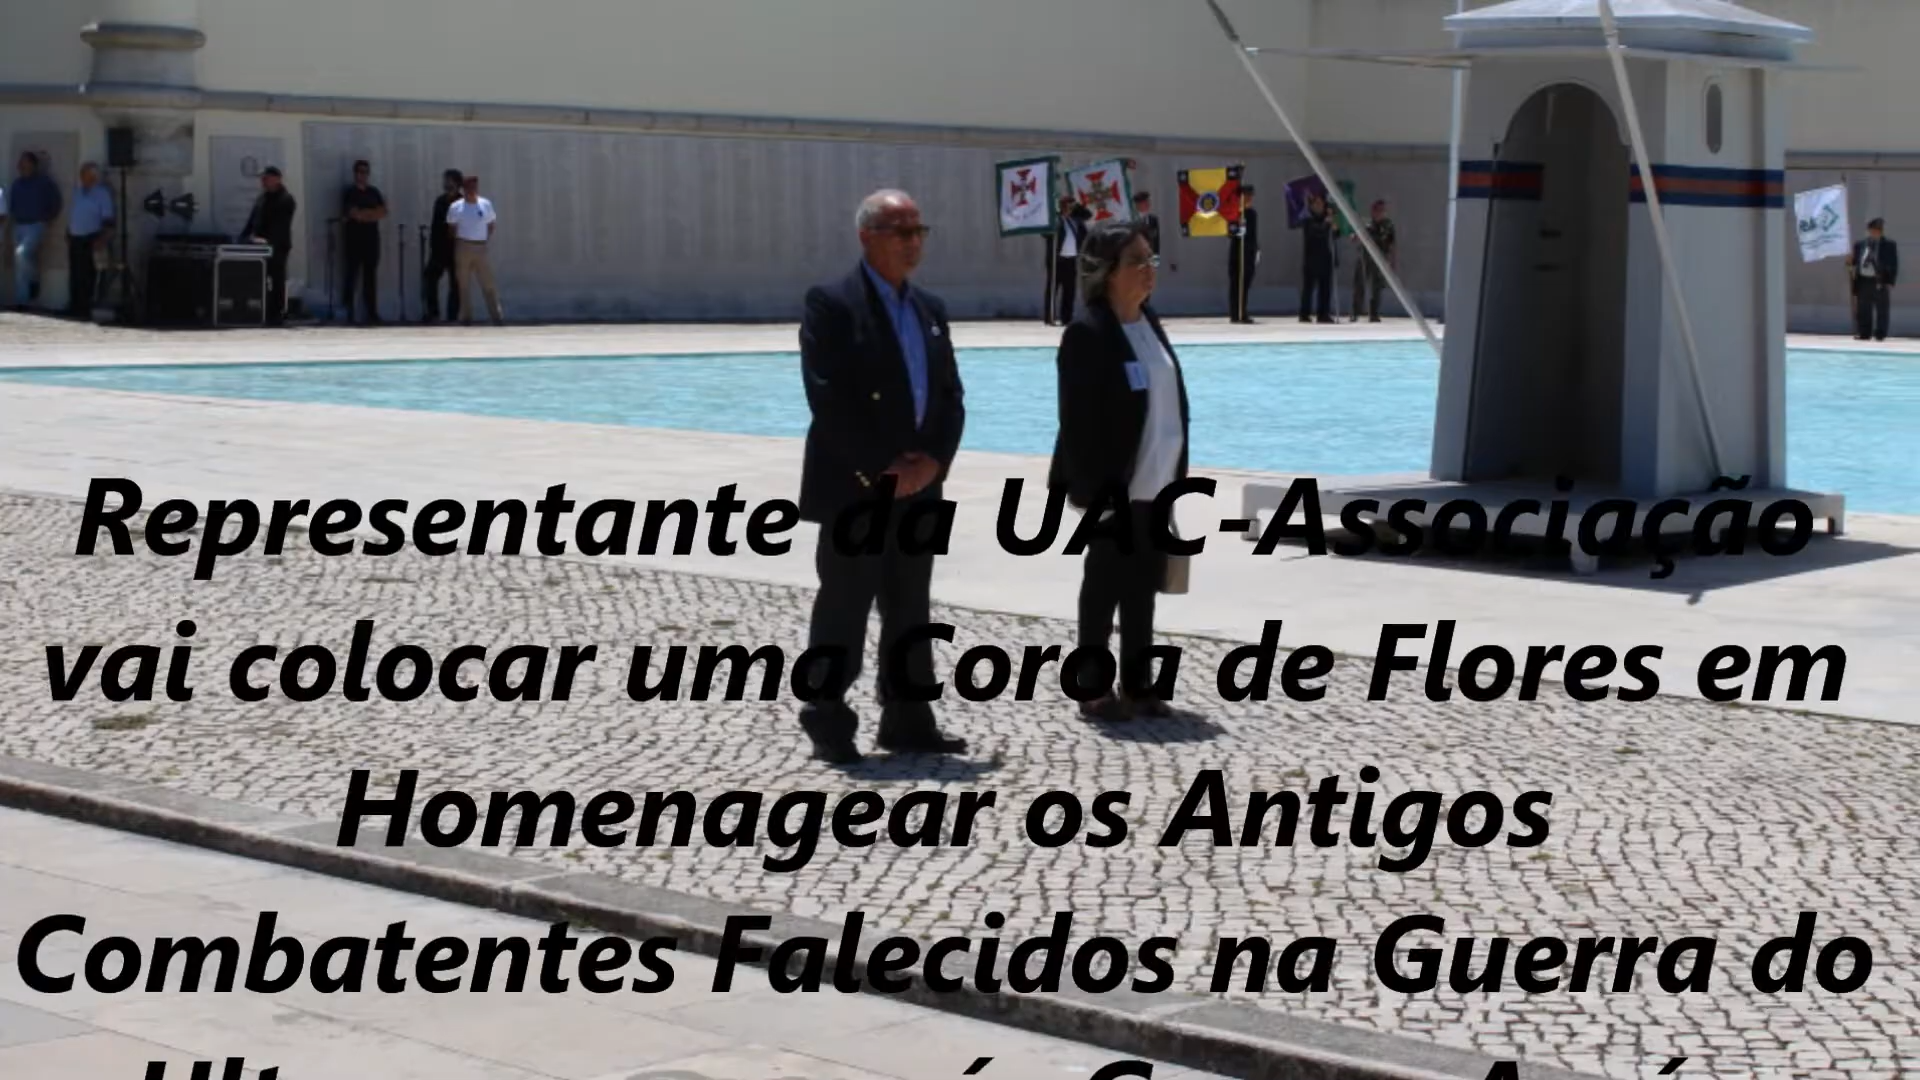 Representante da UAC-Associação
vai colocar uma Coroa de Flores em
Homenagear os Antigos
Combatentes Falecidos na Guerra do